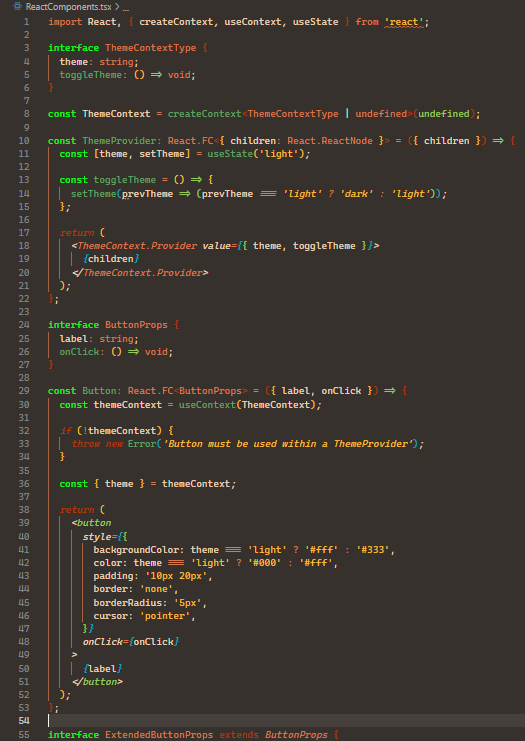 ReactComponents.tsx > ...
1 import React, { createContext, useContext, useState } from 'react';
2
3 interface ThemeContextType {
4   theme: string;
5   toggleTheme: () => void;
6 }
7
8 const ThemeContext = createContext<ThemeContextType | undefined>(undefined);
9
10 const ThemeProvider: React.FC<{ children: React.ReactNode }> = ({ children }) => {
11   const [theme, setTheme] = useState('light');
12
13   const toggleTheme = () => {
14     setTheme(prevTheme => (prevTheme === 'light' ? 'dark' : 'light'));
15   };
16
17   return (
18     <ThemeContext.Provider value={{ theme, toggleTheme }}>
19       {children}
20     </ThemeContext.Provider>
21   );
22 };
23
24 interface ButtonProps {
25   label: string;
26   onClick: () => void;
27 }
28
29 const Button: React.FC<ButtonProps> = ({ label, onClick }) => {
30   const themeContext = useContext(ThemeContext);
31
32   if (!themeContext) {
33     throw new Error('Button must be used within a ThemeProvider');
34   }
35
36   const { theme } = themeContext;
37
38   return (
39     <button
40       style={{
41         backgroundColor: theme === 'light' ? '#fff' : '#333',
42         color: theme === 'light' ? '#000' : '#fff',
43         padding: '10px 20px',
44         border: 'none',
45         borderRadius: '5px',
46         cursor: 'pointer',
47       }}
48       onClick={onClick}
49     >
50       {label}
51     </button>
52   );
53 };
54
55 interface ExtendedButtonProps extends ButtonProps {